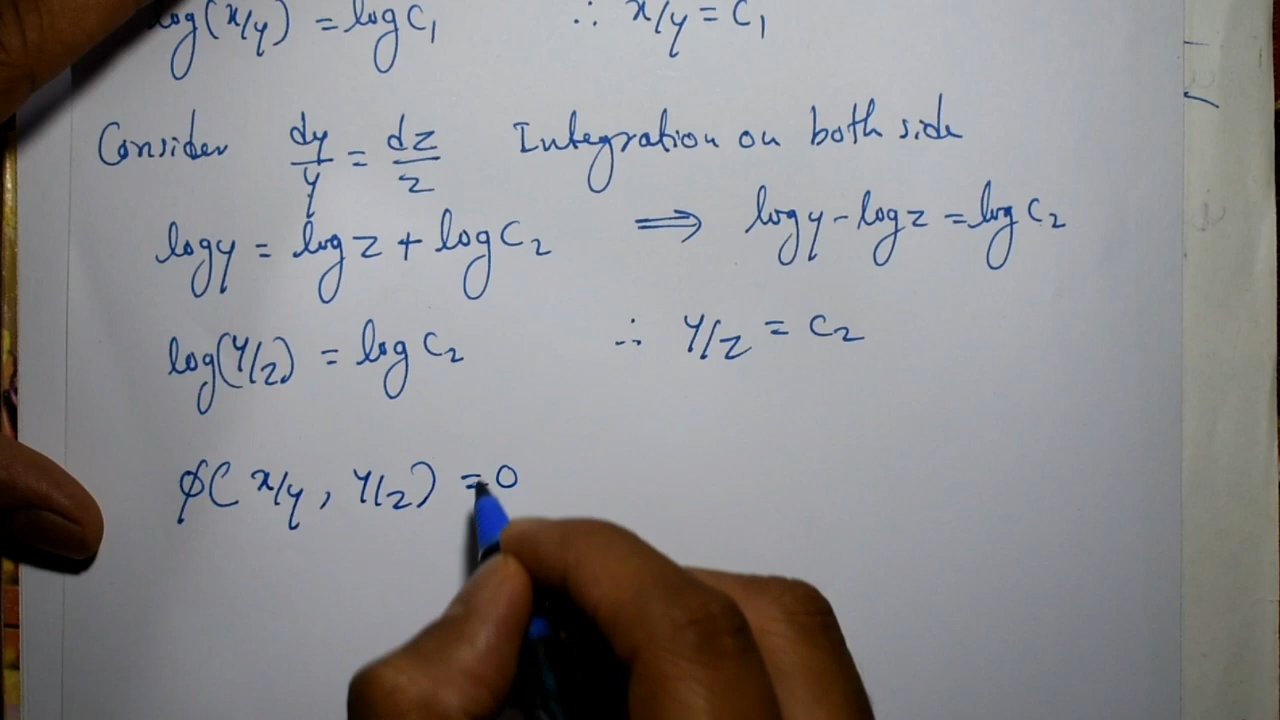 log(x/y) = log c₁ ∴ x/y = c₁
Consider dy/y = dz/z Integration on both side
log y = log z + log c₂ ⟹ log y - log z = log c₂
log(y/z) = log c₂ ∴ y/z = c₂
ϕ( x/y , y/z ) = 0